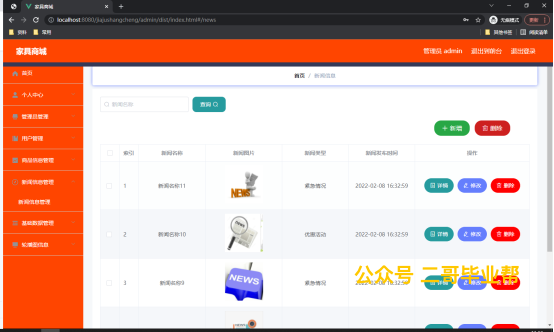 家具商城
localhost:8080/jiajushangcheng/admin/dist/index.html#/news
无痕模式
更新
资料 常用 其他书签 阅读清单
家具商城 管理员 admin 退出到前台 退出登录
首页
个人中心
管理员管理
用户管理
商品信息管理
新闻信息管理
新闻信息管理
基础数据管理
轮播图信息
首页 / 新闻信息
新闻名称 查询
新增 删除
索引 新闻名称 新闻图片 新闻类型 新闻发布时间 操作
1 新闻名称11 NEWS 紧急情况 2022-02-08 16:32:59 详情 修改 删除
2 新闻名称10 优惠活动 2022-02-08 16:32:59 详情 修改 删除
3 新闻名称9 NEWS 紧急情况 2022-02-08 16:32:59 详情 修改 删除
公众号 二哥毕业帮